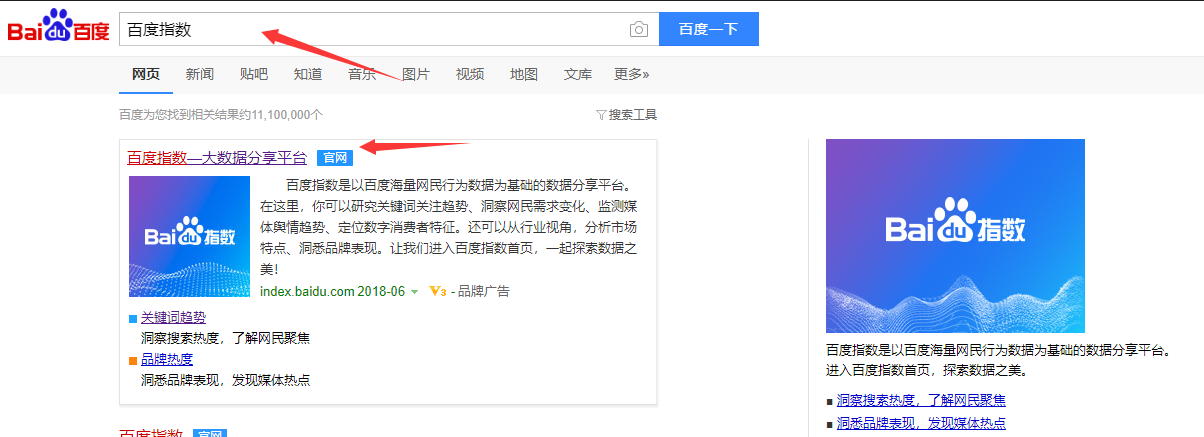 Baidu百度 百度指数 百度一下
网页 新闻 贴吧 知道 音乐 图片 视频 地图 文库 更多»
百度为您找到相关结果约11,100,000个 搜索工具
百度指数—大数据分享平台 官网
Baidu指数
百度指数是以百度海量网民行为数据为基础的数据分享平台。
在这里，你可以研究关键词关注趋势、洞察网民需求变化、监测媒
体舆情趋势、定位数字消费者特征。还可以从行业视角，分析市场
特点、洞悉品牌表现。让我们进入百度指数首页，一起探索数据之
美!
index.baidu.com 2018-06 V3 - 品牌广告
关键词趋势
洞察搜索热度，了解网民聚焦
品牌热度
洞悉品牌表现，发现媒体热点
百度指数 官网
Baidu指数
百度指数是以百度海量网民行为数据为基础的数据分享平台。
进入百度指数首页，探索数据之美。
洞察搜索热度，了解网民聚焦
洞悉品牌表现，发现媒体热点